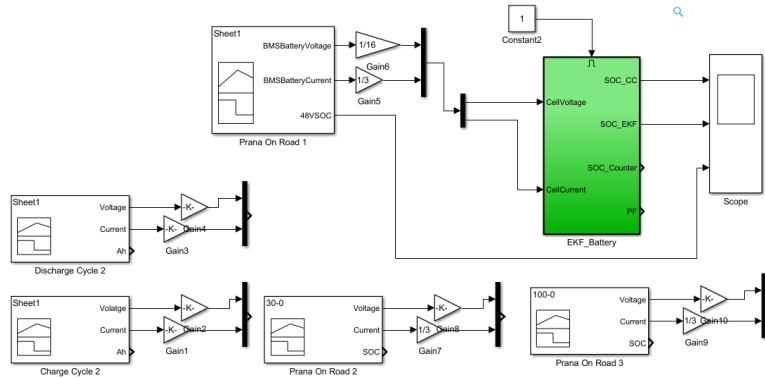 Sheet1
BMSBatteryVoltage
BMSBatteryCurrent
48VSOC
Prana On Road 1
1/16
Gain6
1/3
Gain5
1
Constant2
CellVoltage
CellCurrent
SOC_CC
SOC_EKF
SOC_Counter
PF
EKF_Battery
Scope
Sheet1
Voltage
Current
Ah
Discharge Cycle 2
-K-
Gain4
-K-
Gain3
Sheet1
Volatge
Current
Ah
Charge Cycle 2
-K-
Gain2
-K-
Gain1
30-0
Voltage
Current
SOC
Prana On Road 2
-K-
Gain8
1/3
Gain7
100-0
Voltage
Current
SOC
Prana On Road 3
-K-
Gain10
1/3
Gain9